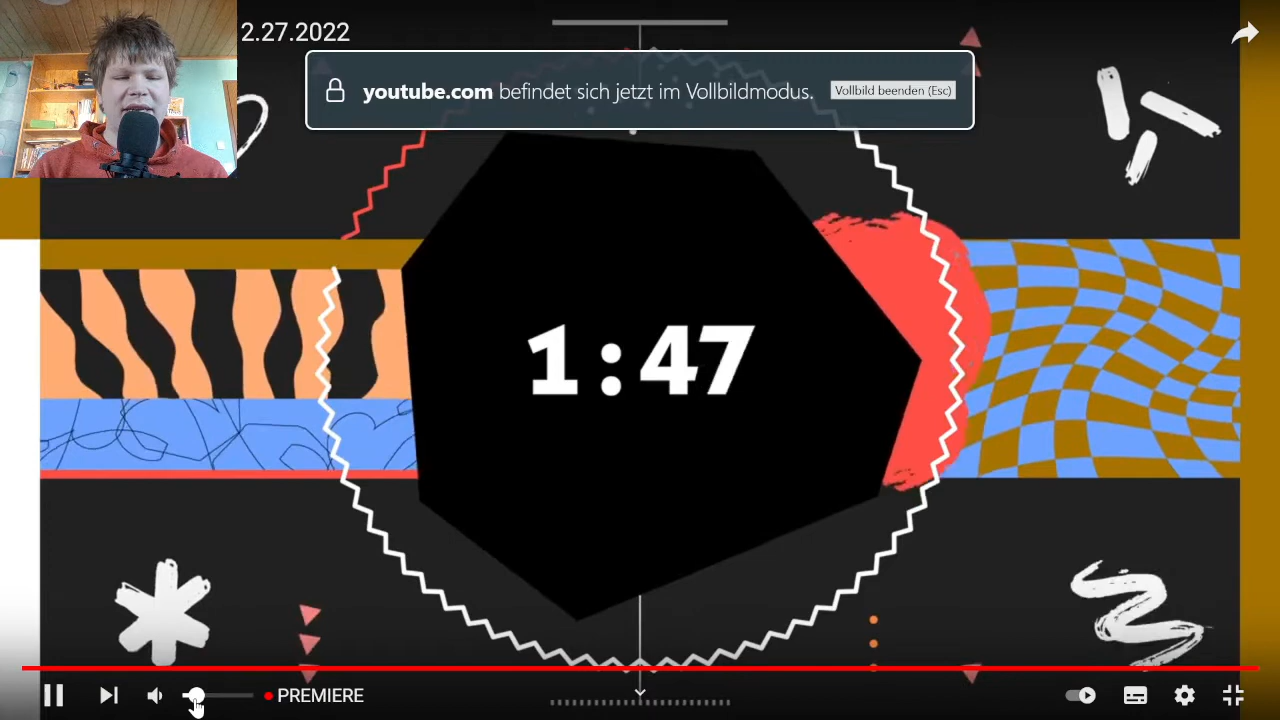 2.27.2022
youtube.com befindet sich jetzt im Vollbildmodus.
Vollbild beenden (Esc)
1:47
PREMIERE